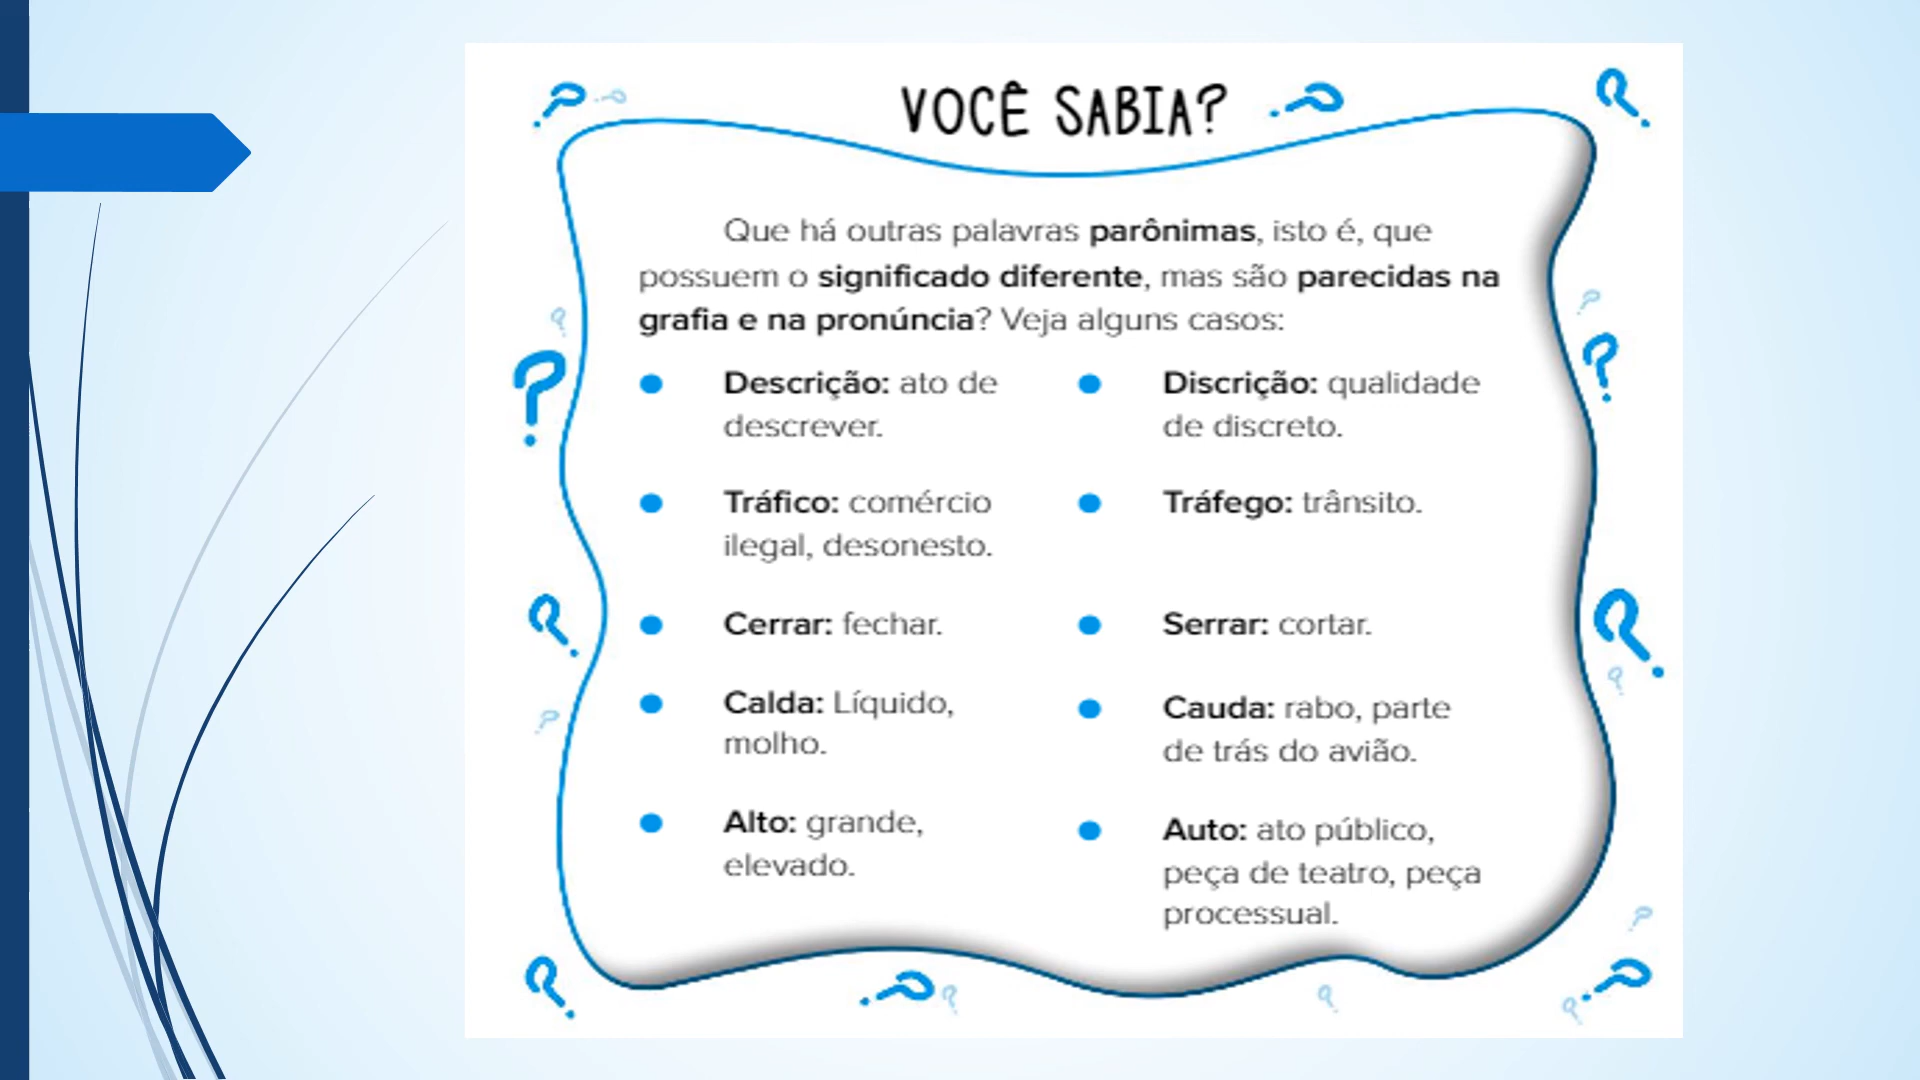 VOCÊ SABIA?
Que há outras palavras parônimas, isto é, que
possuem o significado diferente, mas são parecidas na
grafia e na pronúncia? Veja alguns casos:
Descrição: ato de
descrever.
Discrição: qualidade
de discreto.
Tráfico: comércio
ilegal, desonesto.
Tráfego: trânsito.
Cerrar: fechar.
Serrar: cortar.
Calda: Líquido,
molho.
Cauda: rabo, parte
de trás do avião.
Alto: grande,
elevado.
Auto: ato público,
peça de teatro, peça
processual.